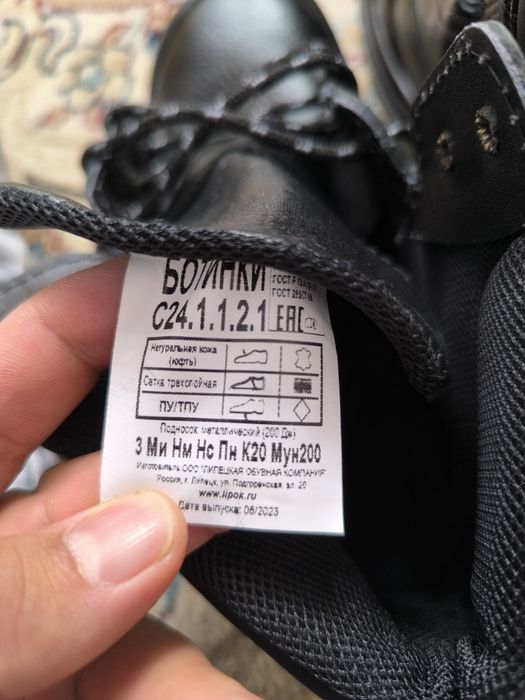 БОТИНКИ
С24.1.1.2.1 EAC
Натуральная кожа
(юфть)
Сетка трехслойная
ПУ/ТПУ
Подносок металлический (200 Дж)
З Ми Нм Нс Пн К20 Мун200
Изготовитель ООО "ЛИПЕЦКАЯ ОБУВНАЯ КОМПАНИЯ"
Россия, г. Липецк, ул. Подгоренская, вл. 20
www.lipok.ru
Дата выпуска: 06/2023